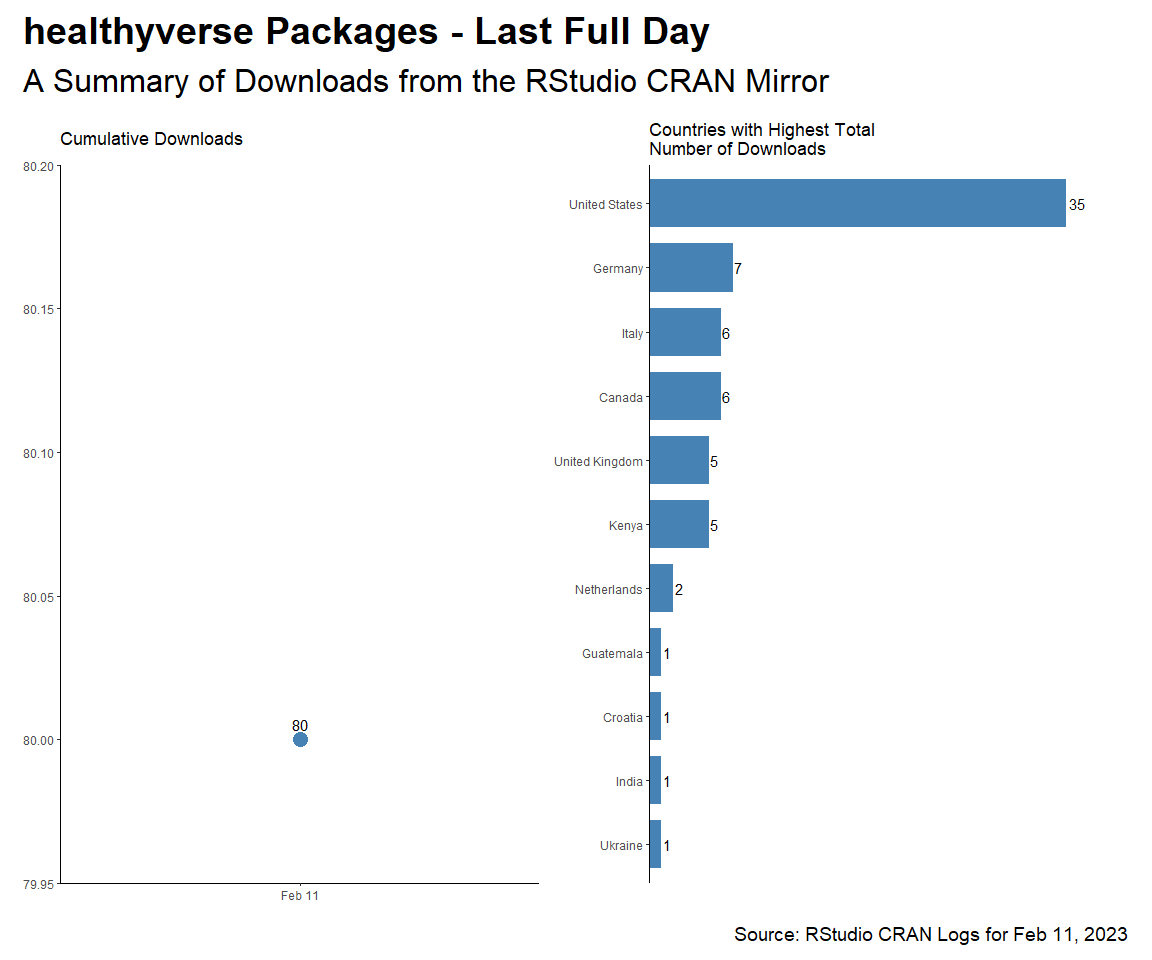 healthyverse Packages - Last Full Day
A Summary of Downloads from the RStudio CRAN Mirror
Cumulative Downloads
80.20
80.15
80.10
80.05
80.00
79.95
80
Feb 11
Countries with Highest Total
Number of Downloads
United States 35
Germany 7
Italy 6
Canada 6
United Kingdom 5
Kenya 5
Netherlands 2
Guatemala 1
Croatia 1
India 1
Ukraine 1
Source: RStudio CRAN Logs for Feb 11, 2023